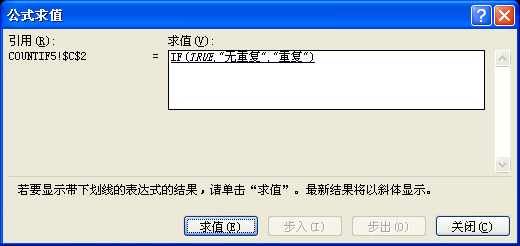 公式求值
引用(R):
求值(V):
COUNTIF5!$C$2
=
IF(TRUE,"无重复","重复")
若要显示带下划线的表达式的结果，请单击“求值”。最新结果将以斜体显示。
求值(E)
步入(I)
步出(O)
关闭(C)